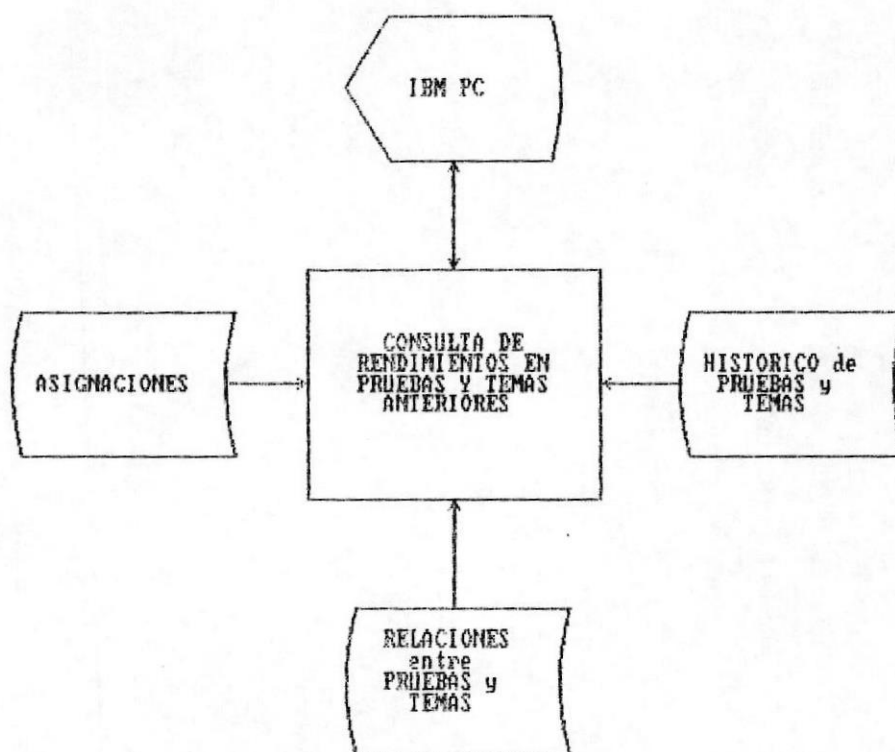 IBM PC
CONSULTA DE
RENDIMIENTOS EN
PRUEBAS Y TEMAS
ANTERIORES
ASIGNACIONES
HISTORICO de
PRUEBAS y
TEMAS
RELACIONES
entre
PRUEBAS y
TEMAS